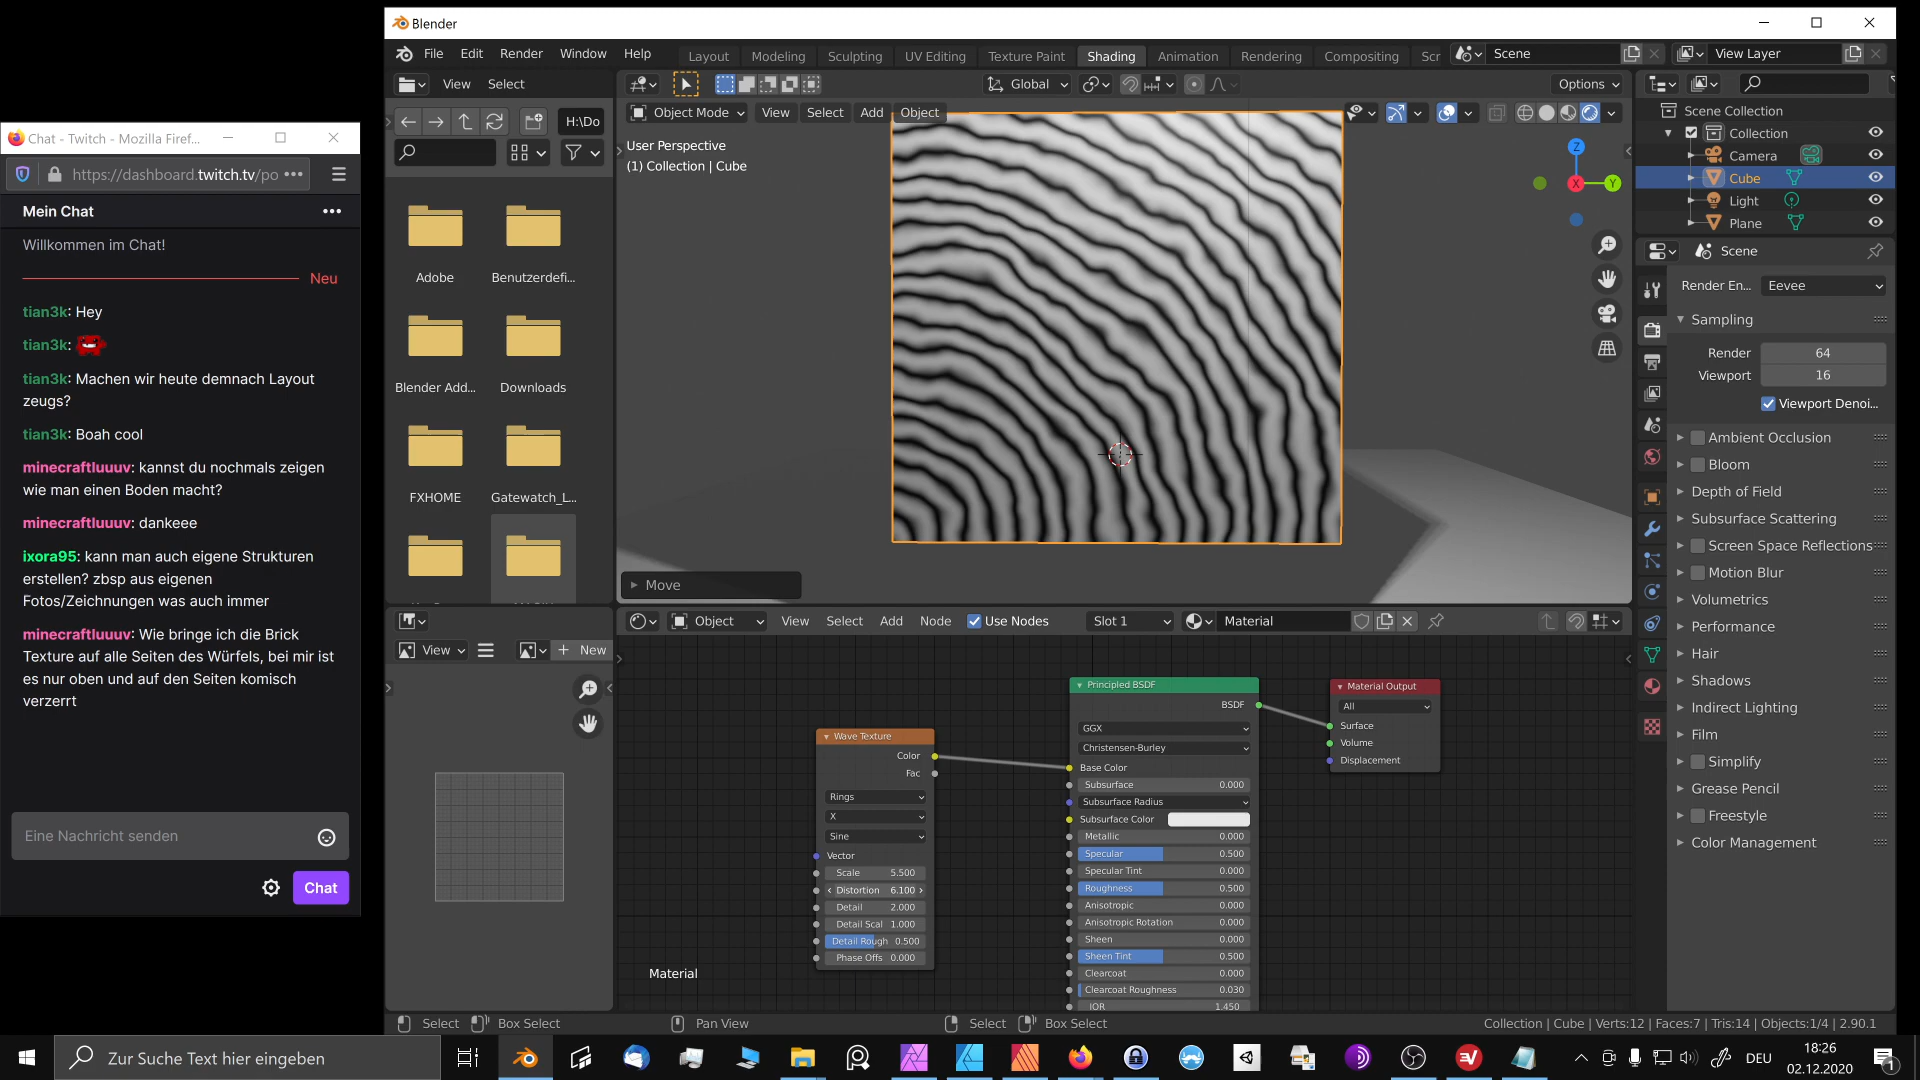 Blender
File Edit Render Window Help
Layout Modeling Sculpting UV Editing Texture Paint Shading Animation Rendering Compositing Scr
Scene
View Layer
View Select
Global
Options
H:\Do
Object Mode View Select Add Object
User Perspective
(1) Collection | Cube
Z
X
Y
Adobe
Benutzerdefi...
Blender Add...
Downloads
FXHOME
Gatewatch_L...
Move
Scene Collection
Collection
Camera
Cube
Light
Plane
Scene
Render En...
Eevee
Sampling
Render 64
Viewport 16
Viewport Denoi...
Ambient Occlusion
Bloom
Depth of Field
Subsurface Scattering
Screen Space Reflections
Motion Blur
Volumetrics
Performance
Hair
Shadows
Indirect Lighting
Film
Simplify
Grease Pencil
Freestyle
Color Management
Chat - Twitch - Mozilla Firef...
https://dashboard.twitch.tv/po
Mein Chat
Willkommen im Chat!
Neu
tian3k: Hey
tian3k:
tian3k: Machen wir heute demnach Layout
zeugs?
tian3k: Boah cool
minecraftluuuv: kannst du nochmals zeigen
wie man einen Boden macht?
minecraftluuuv: dankeee
ixora95: kann man auch eigene Strukturen
erstellen? zbsp aus eigenen
Fotos/Zeichnungen was auch immer
minecraftluuuv: Wie bringe ich die Brick
Texture auf alle Seiten des Würfels, bei mir ist
es nur oben und auf den Seiten komisch
verzerrt
Eine Nachricht senden
Chat
View
New
Object View Select Add Node Use Nodes Slot 1 Material
Wave Texture
Color
Fac
Rings
X
Sine
Vector
Scale 5.500
Distortion 6.100
Detail 2.000
Detail Scal 1.000
Detail Rough 0.500
Phase Offs 0.000
Principled BSDF
BSDF
GGX
Christensen-Burley
Base Color
Subsurface 0.000
Subsurface Radius
Subsurface Color
Metallic 0.000
Specular 0.500
Specular Tint 0.000
Roughness 0.500
Anisotropic 0.000
Anisotropic Rotation 0.000
Sheen 0.000
Sheen Tint 0.500
Clearcoat 0.000
Clearcoat Roughness 0.030
IOR 1.450
Material Output
All
Surface
Volume
Displacement
Material
Select Box Select Pan View Select Box Select
Collection | Cube | Verts:12 | Faces:7 | Tris:14 | Objects:1/4 | 2.90.1
Zur Suche Text hier eingeben
DEU
18:26
02.12.2020
1